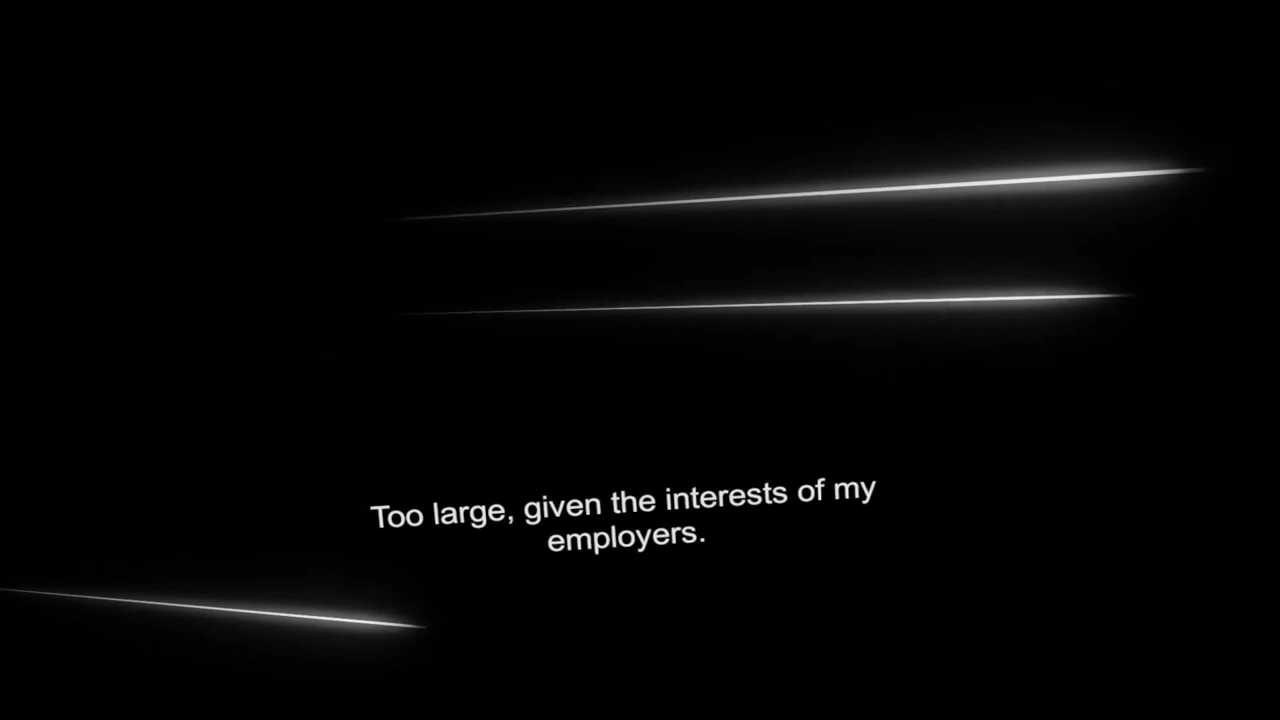 Too large, given the interests of my
employers.